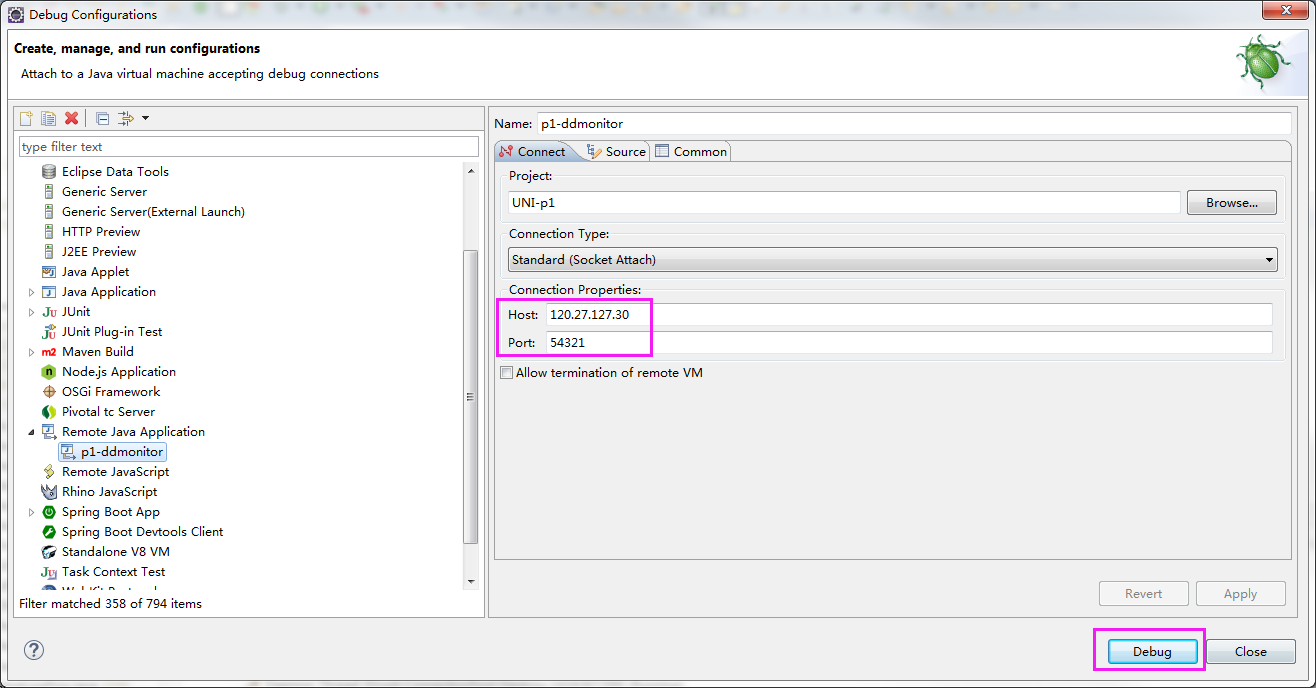 Debug Configurations
Create, manage, and run configurations
Attach to a Java virtual machine accepting debug connections
type filter text
Eclipse Data Tools
Generic Server
Generic Server(External Launch)
HTTP Preview
J2EE Preview
Java Applet
Java Application
JUnit
JUnit Plug-in Test
m2 Maven Build
Node.js Application
OSGi Framework
Pivotal tc Server
Remote Java Application
p1-ddmonitor
Remote JavaScript
Rhino JavaScript
Spring Boot App
Spring Boot Devtools Client
Standalone V8 VM
Task Context Test
Filter matched 358 of 794 items
Name: p1-ddmonitor
Connect Source Common
Project:
UNI-p1 Browse...
Connection Type:
Standard (Socket Attach)
Connection Properties:
Host: 120.27.127.30
Port: 54321
Allow termination of remote VM
Revert Apply
Debug Close